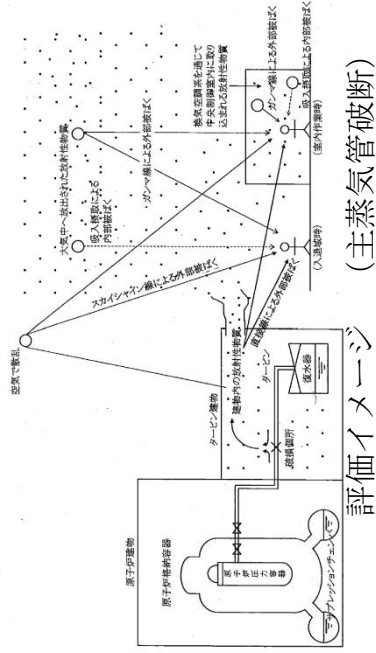 空気で散乱
大気中へ放出された放射性物質
吸入摂取による
内部被ばく
ガンマ線による外部被ばく
スカイシャイン線による外部被ばく
換気空調系を通じて
中央制御室内に取り
込まれる放射性物質
ガンマ線による外部被ばく
吸入摂取による内部被ばく
(室内作業時)
(入退域時)
直接線による外部被ばく
タービン建物
建物内の放射性物質
タービン
破損個所
復水器
原子炉建物
原子炉格納容器
原子炉圧力容器
サプレッションチェンバ
評価イメージ (主蒸気管破断)